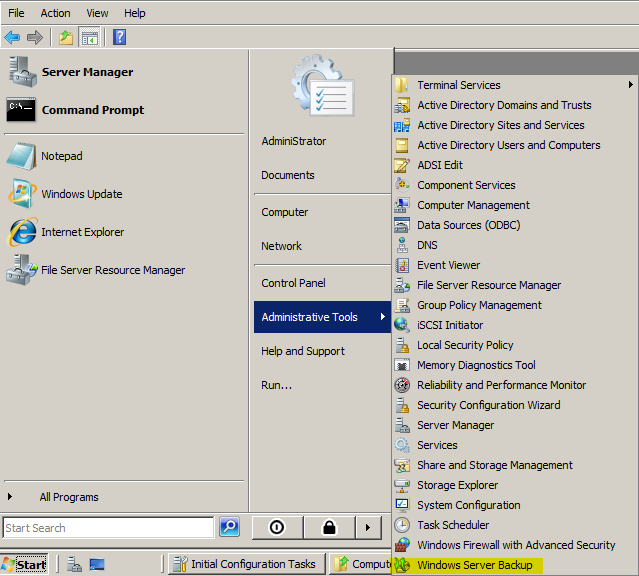 File Action View Help
Server Manager
Command Prompt
Notepad
Windows Update
Internet Explorer
File Server Resource Manager
All Programs
Start Search
AdminiStrator
Documents
Computer
Network
Control Panel
Administrative Tools
Help and Support
Run...
Terminal Services
Active Directory Domains and Trusts
Active Directory Sites and Services
Active Directory Users and Computers
ADSI Edit
Component Services
Computer Management
Data Sources (ODBC)
DNS
Event Viewer
File Server Resource Manager
Group Policy Management
iSCSI Initiator
Local Security Policy
Memory Diagnostics Tool
Reliability and Performance Monitor
Security Configuration Wizard
Server Manager
Services
Share and Storage Management
Storage Explorer
System Configuration
Task Scheduler
Windows Firewall with Advanced Security
Windows Server Backup
Start Initial Configuration Tasks Compute